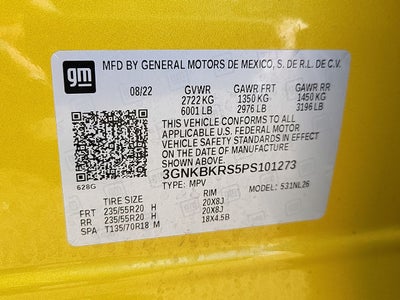 gm
MFD BY GENERAL MOTORS DE MEXICO, S. DE R.L. DE C.V.
08/22 GVWR GAWR FRT GAWR RR
2722 KG 1350 KG 1450 KG
6001 LB 2976 LB 3196 LB
THIS VEHICLE CONFORMS TO ALL
APPLICABLE U.S. FEDERAL MOTOR
VEHICLE SAFETY STANDARDS IN EFFECT
ON THE DATE OF MANUFACTURE SHOWN ABOVE.
3GNKBKRS5PS101273
628G TYPE: MPV MODEL: 531NL26
TIRE SIZE RIM
FRT 235/55R20 H 20X8J
RR 235/55R20 H 20X8J
SPA T135/70R18 M 18X4.5B